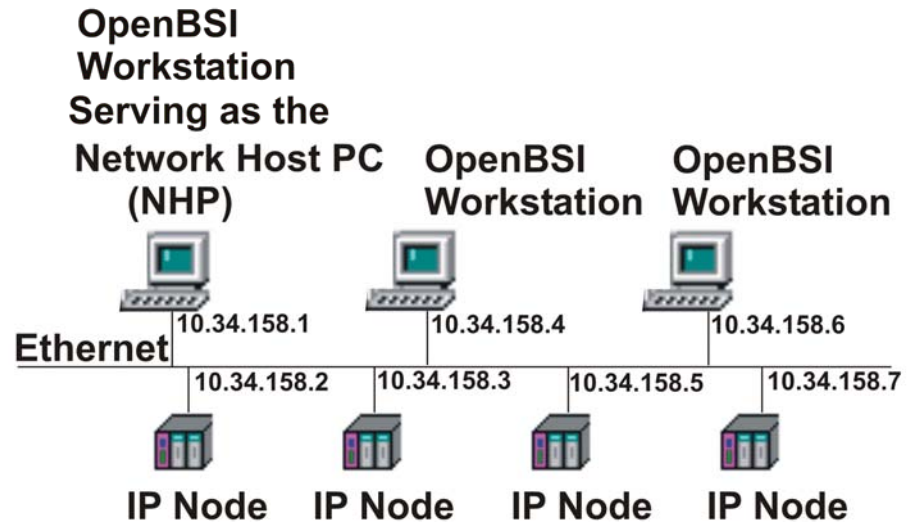 OpenBSI
Workstation
Serving as the
Network Host PC
(NHP)
OpenBSI
Workstation
OpenBSI
Workstation
10.34.158.1
10.34.158.4
10.34.158.6
Ethernet
10.34.158.2
10.34.158.3
10.34.158.5
10.34.158.7
IP Node
IP Node
IP Node
IP Node